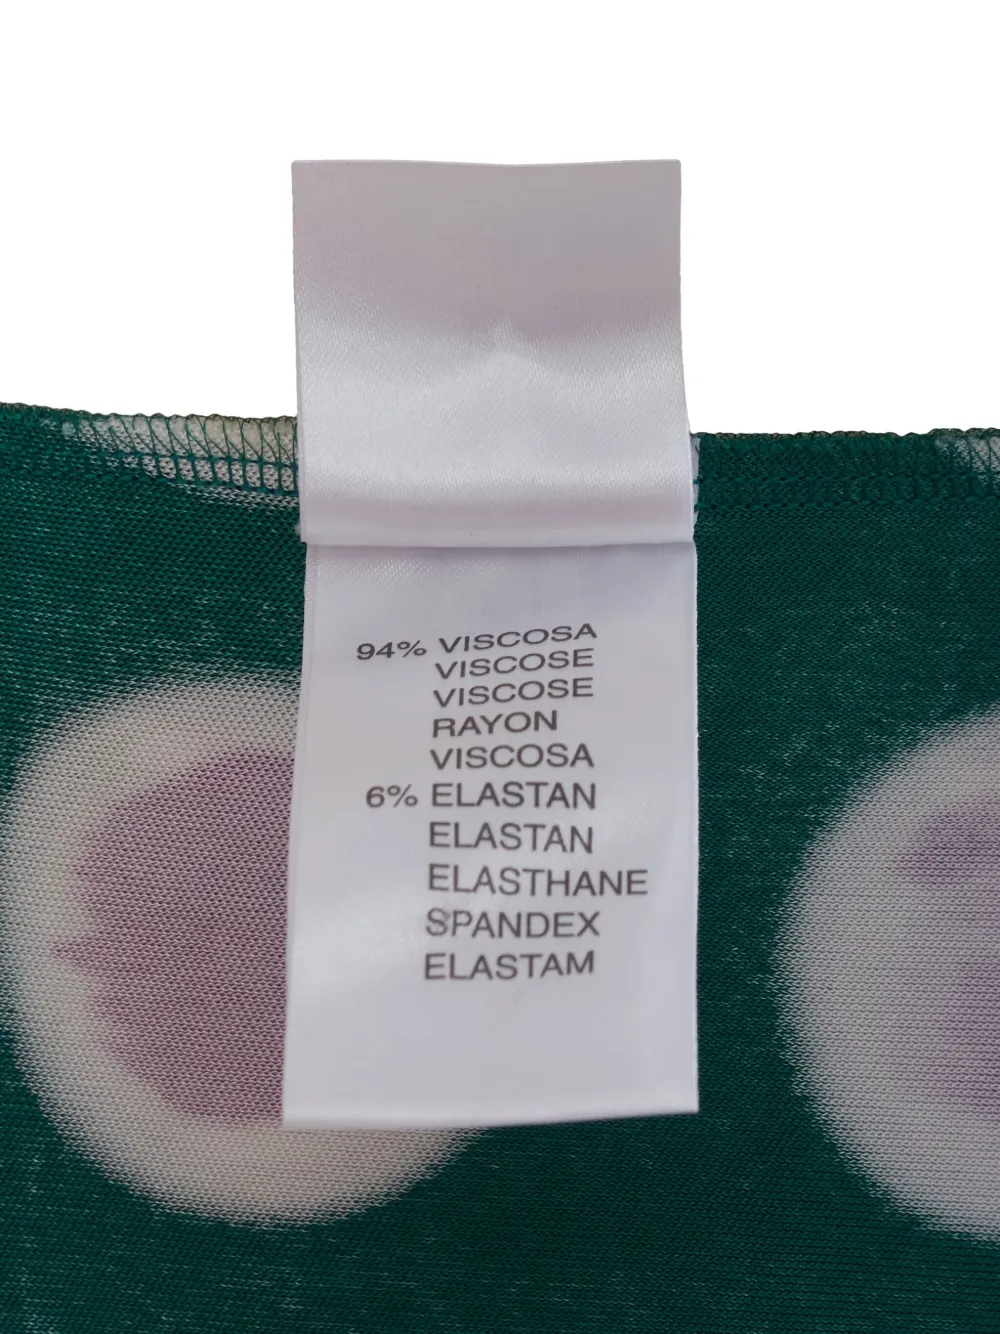 94% VISCOSA
VISCOSE
VISCOSE
RAYON
VISCOSA
6% ELASTAN
ELASTAN
ELASTHANE
SPANDEX
ELASTAM